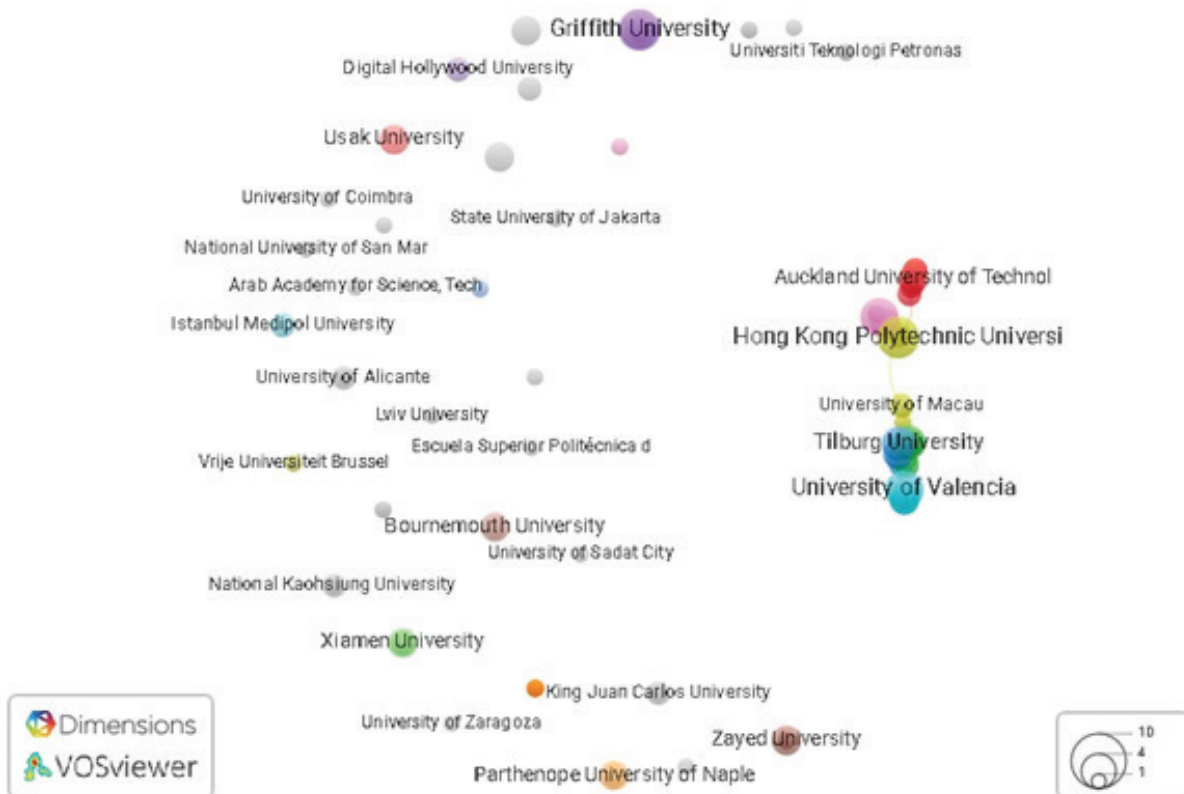 Griffith University
Universiti Teknologi Petronas
Digital Hollywood University
Usak University
University of Coimbra
State University of Jakarta
National University of San Mar
Auckland University of Technol
Arab Academy for Science, Tech
Istanbul Medipol University
Hong Kong Polytechnic Universi
University of Alicante
University of Macau
Lviv University
Tilburg University
Escuela Superior Politécnica d
Vrije Universiteit Brussel
University of Valencia
Bournemouth University
University of Sadat City
National Kaohsiung University
Xiamen University
King Juan Carlos University
University of Zaragoza
Zayed University
Parthenope University of Naple
Dimensions
VOSviewer
10
4
1